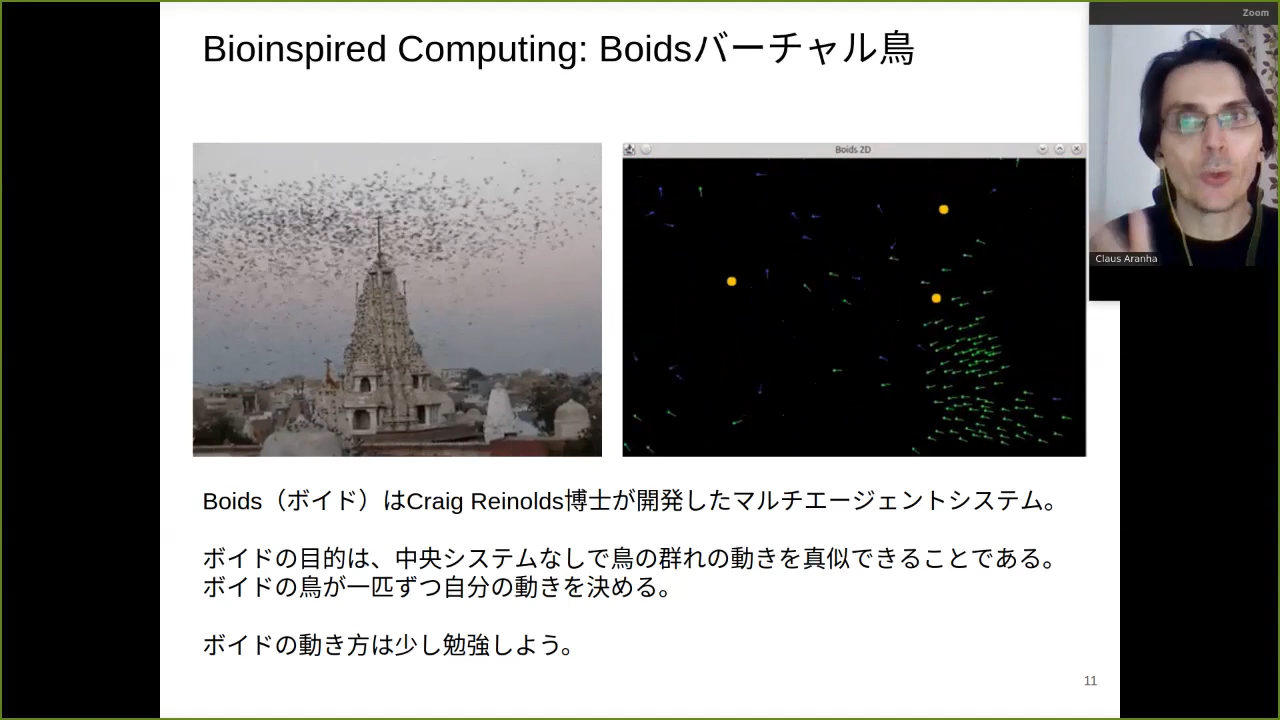 Zoom
Bioinspired Computing: Boidsバーチャル鳥
Boids 2D
Claus Aranha
Boids（ボイド）はCraig Reinolds博士が開発したマルチエージェントシステム。
ボイドの目的は、中央システムなしで鳥の群れの動きを真似できることである。
ボイドの鳥が一匹ずつ自分の動きを決める。
ボイドの動き方は少し勉強しよう。
11